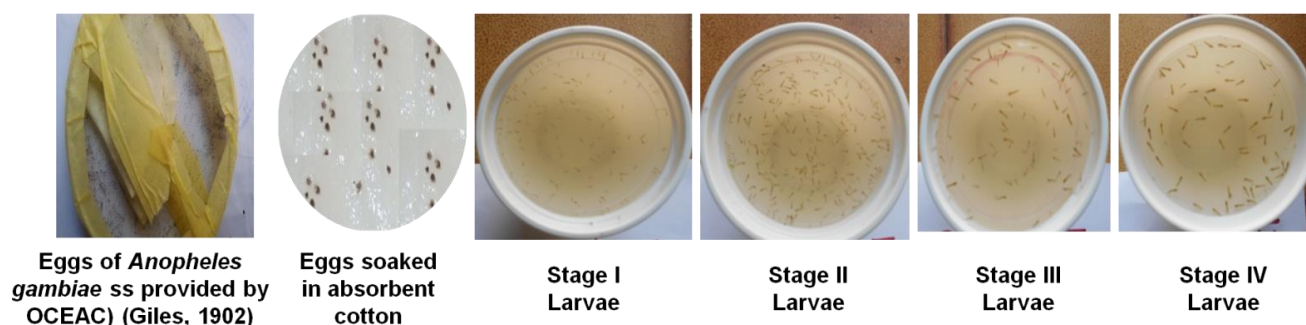 Eggs of Anopheles
gambiae ss provided by
OCEAC) (Giles, 1902)
Eggs soaked
in absorbent
cotton
Stage I
Larvae
Stage II
Larvae
Stage III
Larvae
Stage IV
Larvae